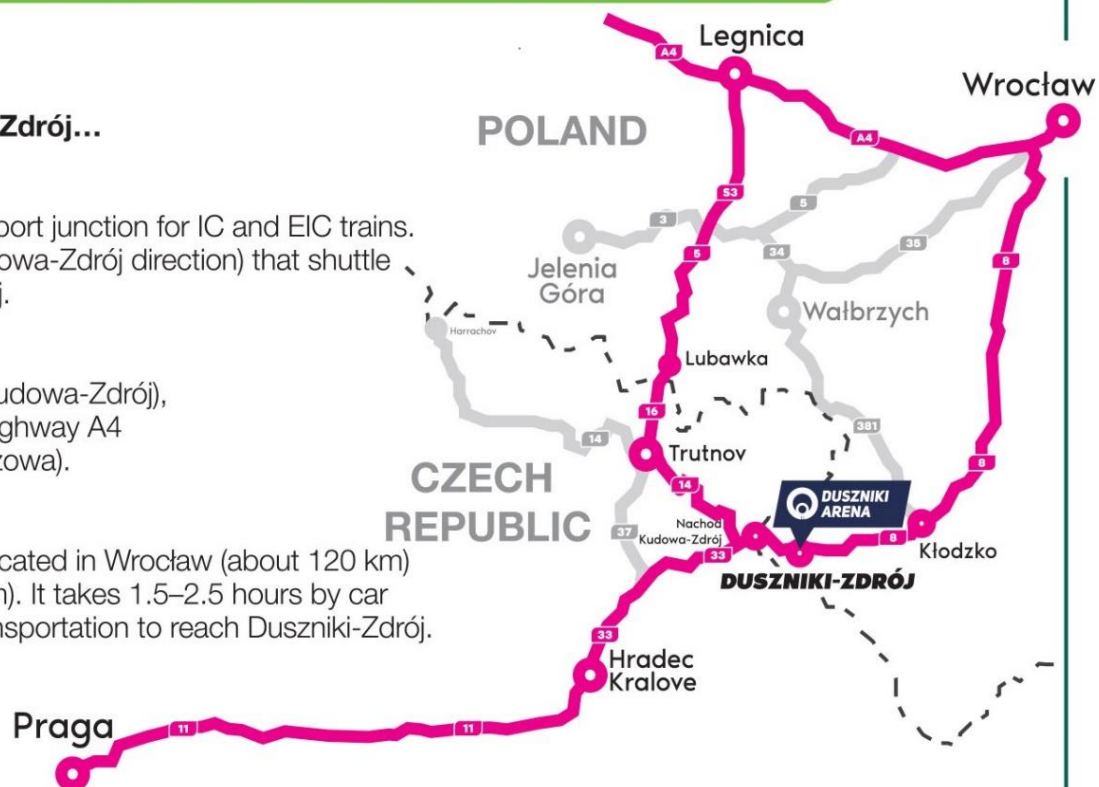 Zdrój...
port junction for IC and EIC trains.
owa-Zdrój direction) that shuttle
j.
udowa-Zdrój),
ghway A4
zowa).
cated in Wrocław (about 120 km)
n). It takes 1.5–2.5 hours by car
nsportation to reach Duszniki-Zdrój.
Legnica
A4
Wrocław
POLAND
A4
S3
5
3
34
35
5
8
Jelenia
Góra
Wałbrzych
Harrachov
Lubawka
16
14
381
Trutnov
CZECH
REPUBLIC
14
8
DUSZNIKI
ARENA
37
Nachod
Kudowa-Zdrój
33
8
Kłodzko
DUSZNIKI-ZDRÓJ
33
Hradec
Kralove
Praga
11
11